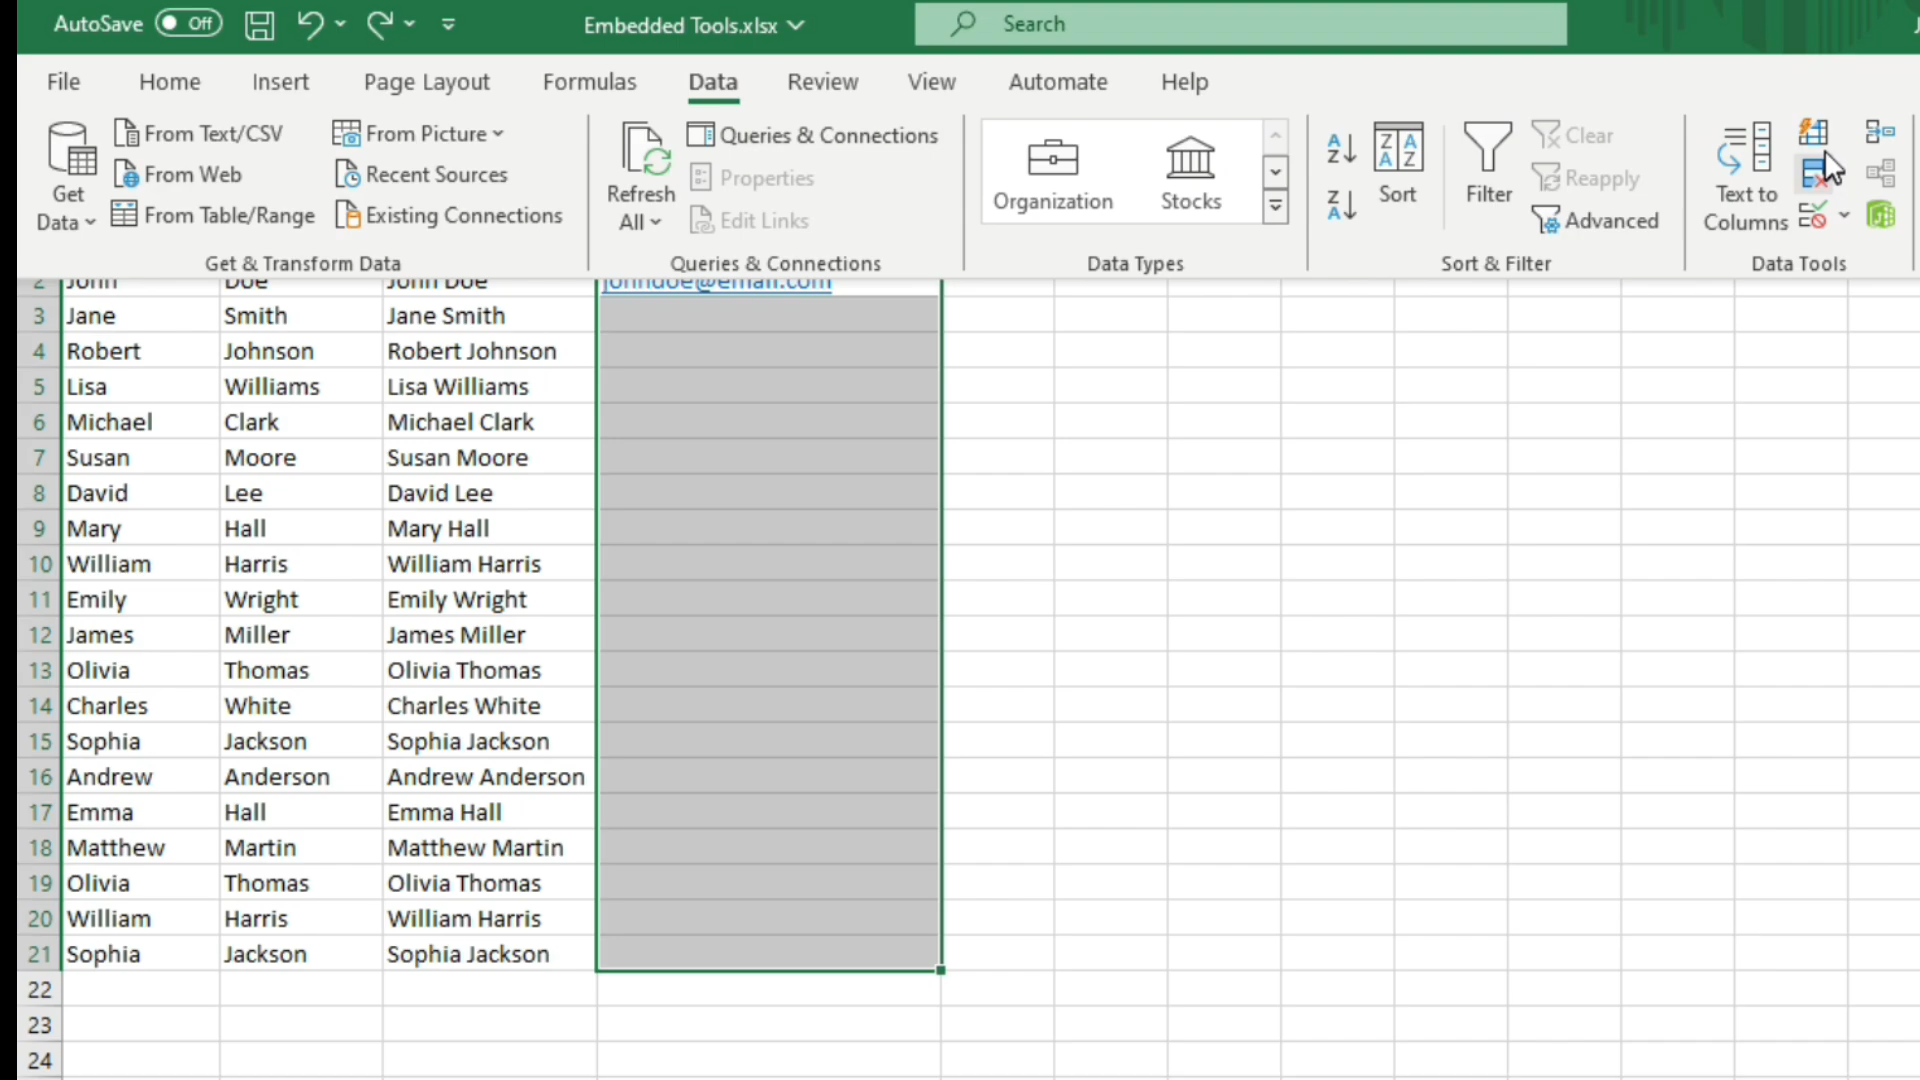 AutoSave Off Embedded Tools.xlsx Search
File Home Insert Page Layout Formulas Data Review View Automate Help
Get Data
From Text/CSV
From Web
From Table/Range
From Picture
Recent Sources
Existing Connections
Get & Transform Data
Refresh All
Queries & Connections
Properties
Edit Links
Queries & Connections
Organization Stocks
Data Types
Sort
Filter
Clear
Reapply
Advanced
Sort & Filter
Text to Columns
Data Tools
2 John Doe John Doe johndoe@email.com
3 Jane Smith Jane Smith
4 Robert Johnson Robert Johnson
5 Lisa Williams Lisa Williams
6 Michael Clark Michael Clark
7 Susan Moore Susan Moore
8 David Lee David Lee
9 Mary Hall Mary Hall
10 William Harris William Harris
11 Emily Wright Emily Wright
12 James Miller James Miller
13 Olivia Thomas Olivia Thomas
14 Charles White Charles White
15 Sophia Jackson Sophia Jackson
16 Andrew Anderson Andrew Anderson
17 Emma Hall Emma Hall
18 Matthew Martin Matthew Martin
19 Olivia Thomas Olivia Thomas
20 William Harris William Harris
21 Sophia Jackson Sophia Jackson
22
23
24